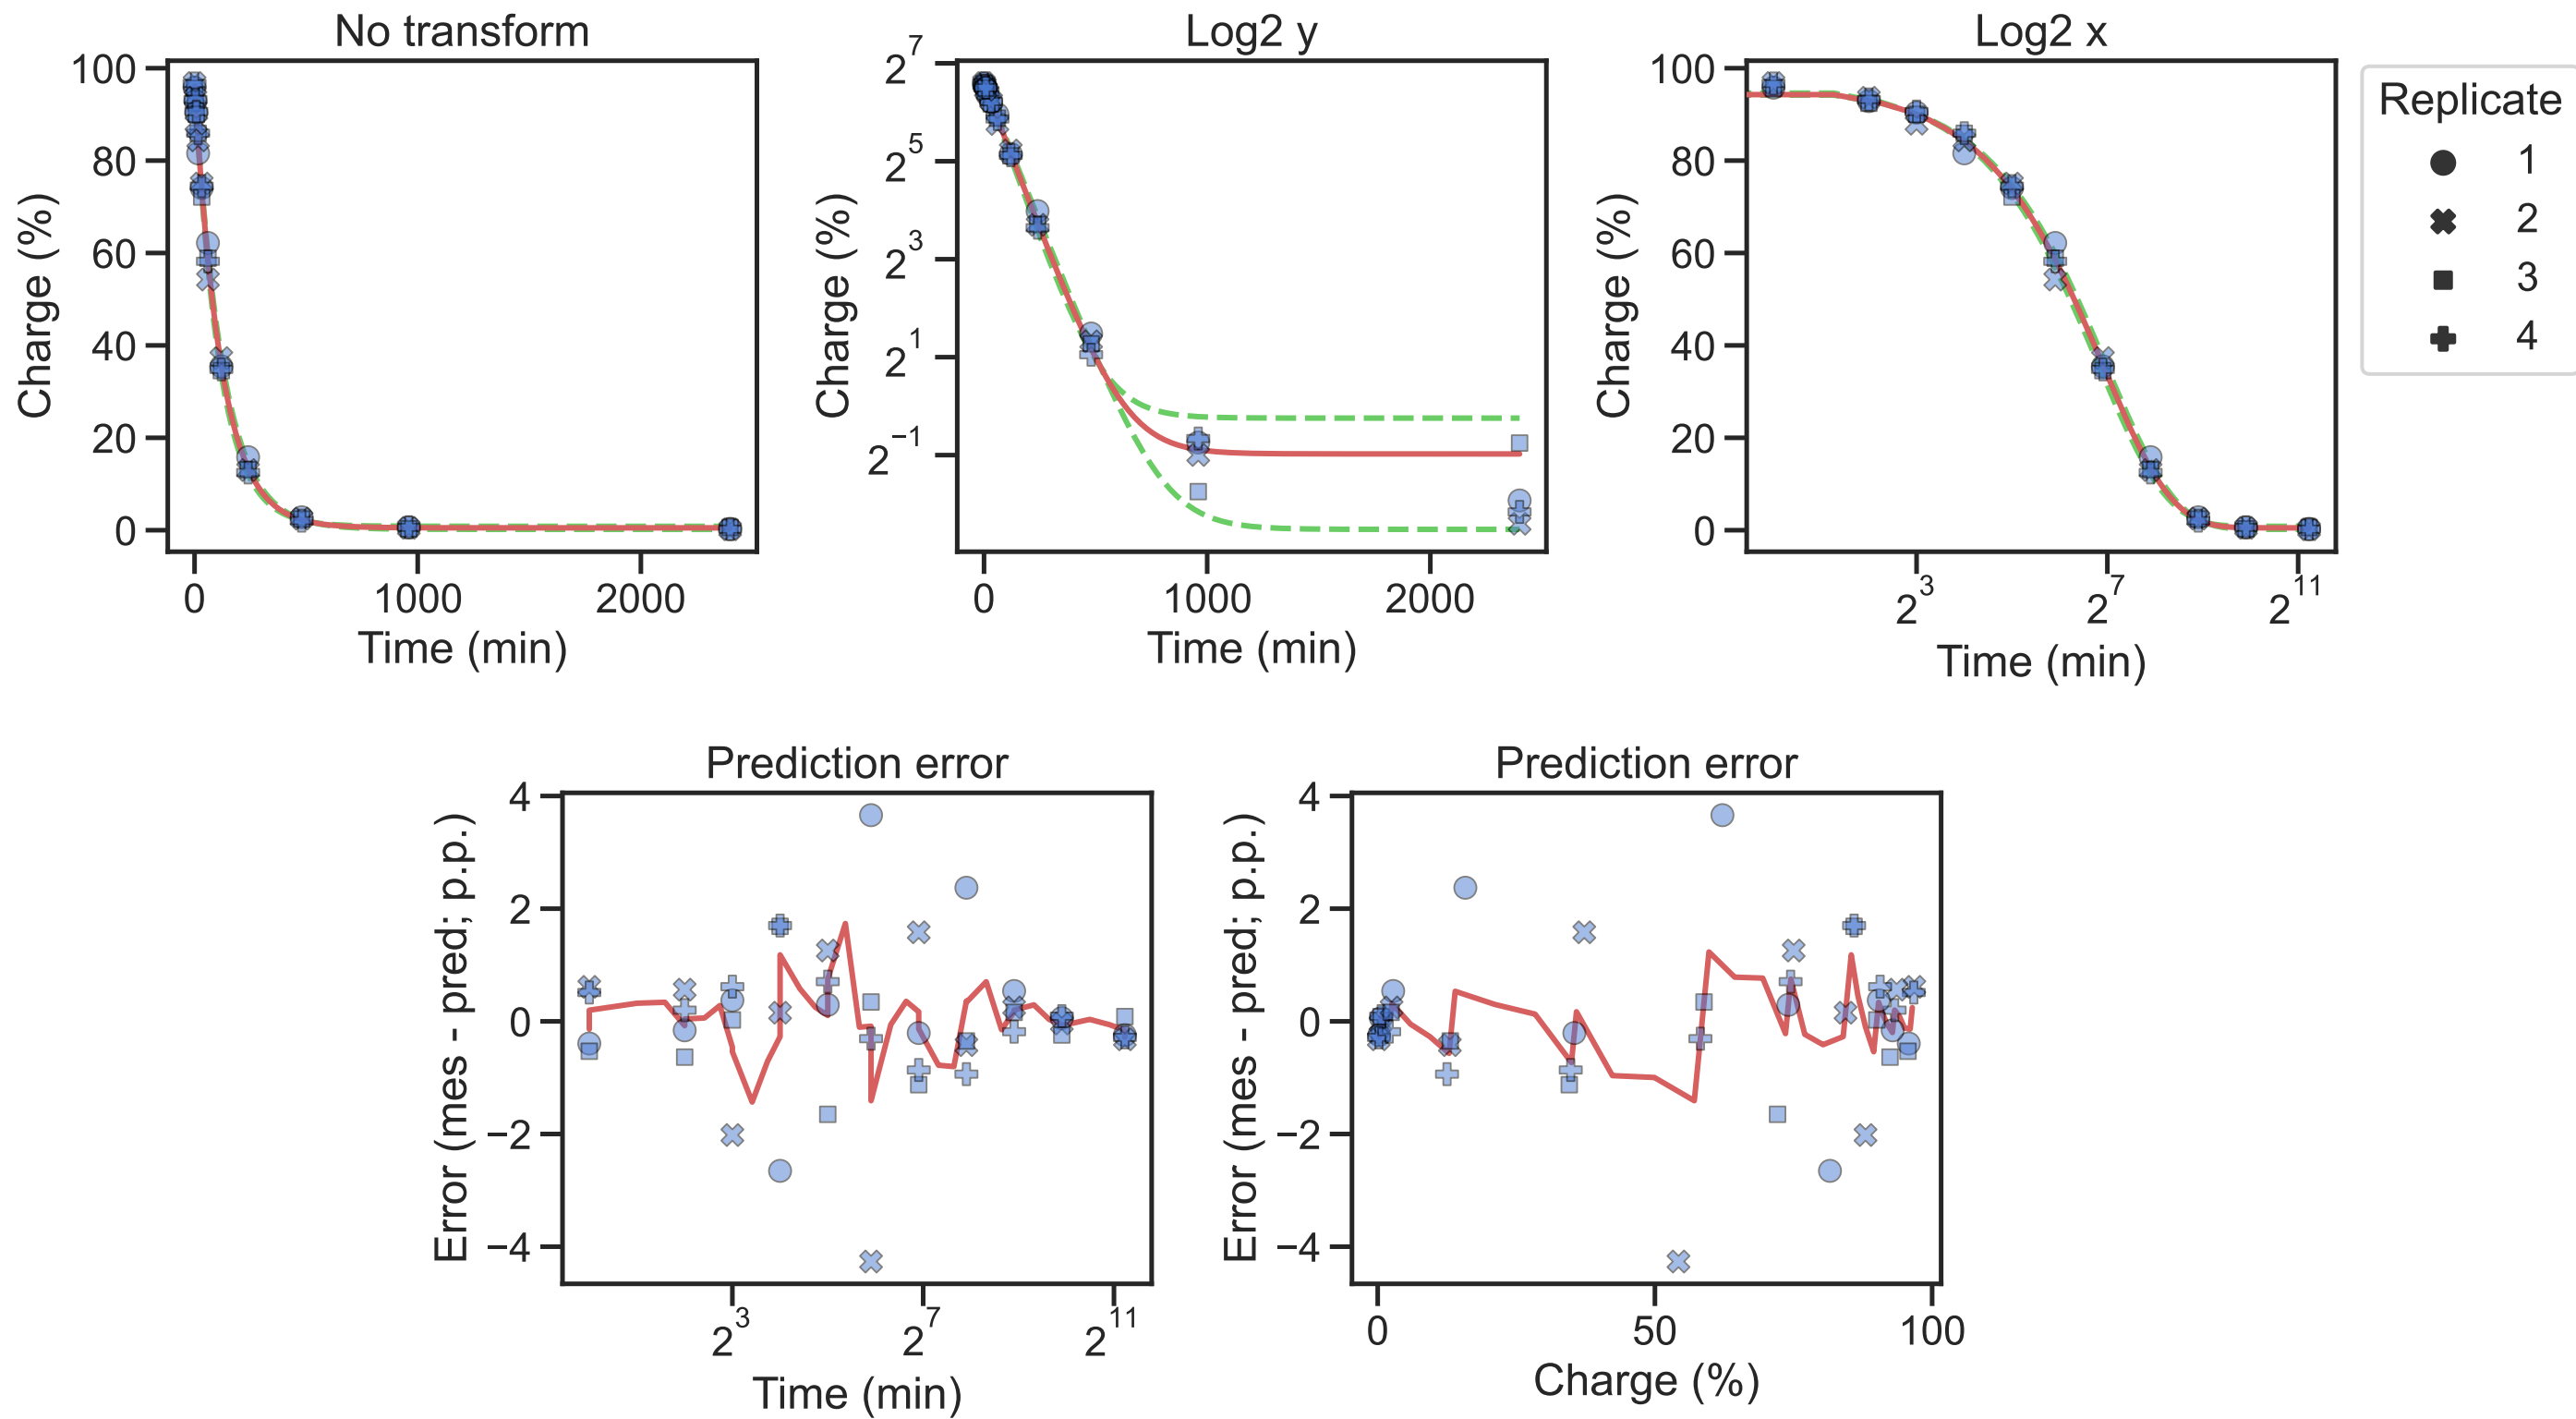 No transform
Log2 y
Log2 x
100
80
60
40
20
0
Charge (%)
0
1000
2000
Time (min)
2^7
2^5
2^3
2^1
2^−1
Charge (%)
0
1000
2000
Time (min)
100
80
60
40
20
0
Charge (%)
2^3
2^7
2^11
Time (min)
Replicate
1
2
3
4
Prediction error
Prediction error
4
2
0
−2
−4
Error (mes - pred; p.p.)
2^3
2^7
2^11
Time (min)
4
2
0
−2
−4
Error (mes - pred; p.p.)
0
50
100
Charge (%)